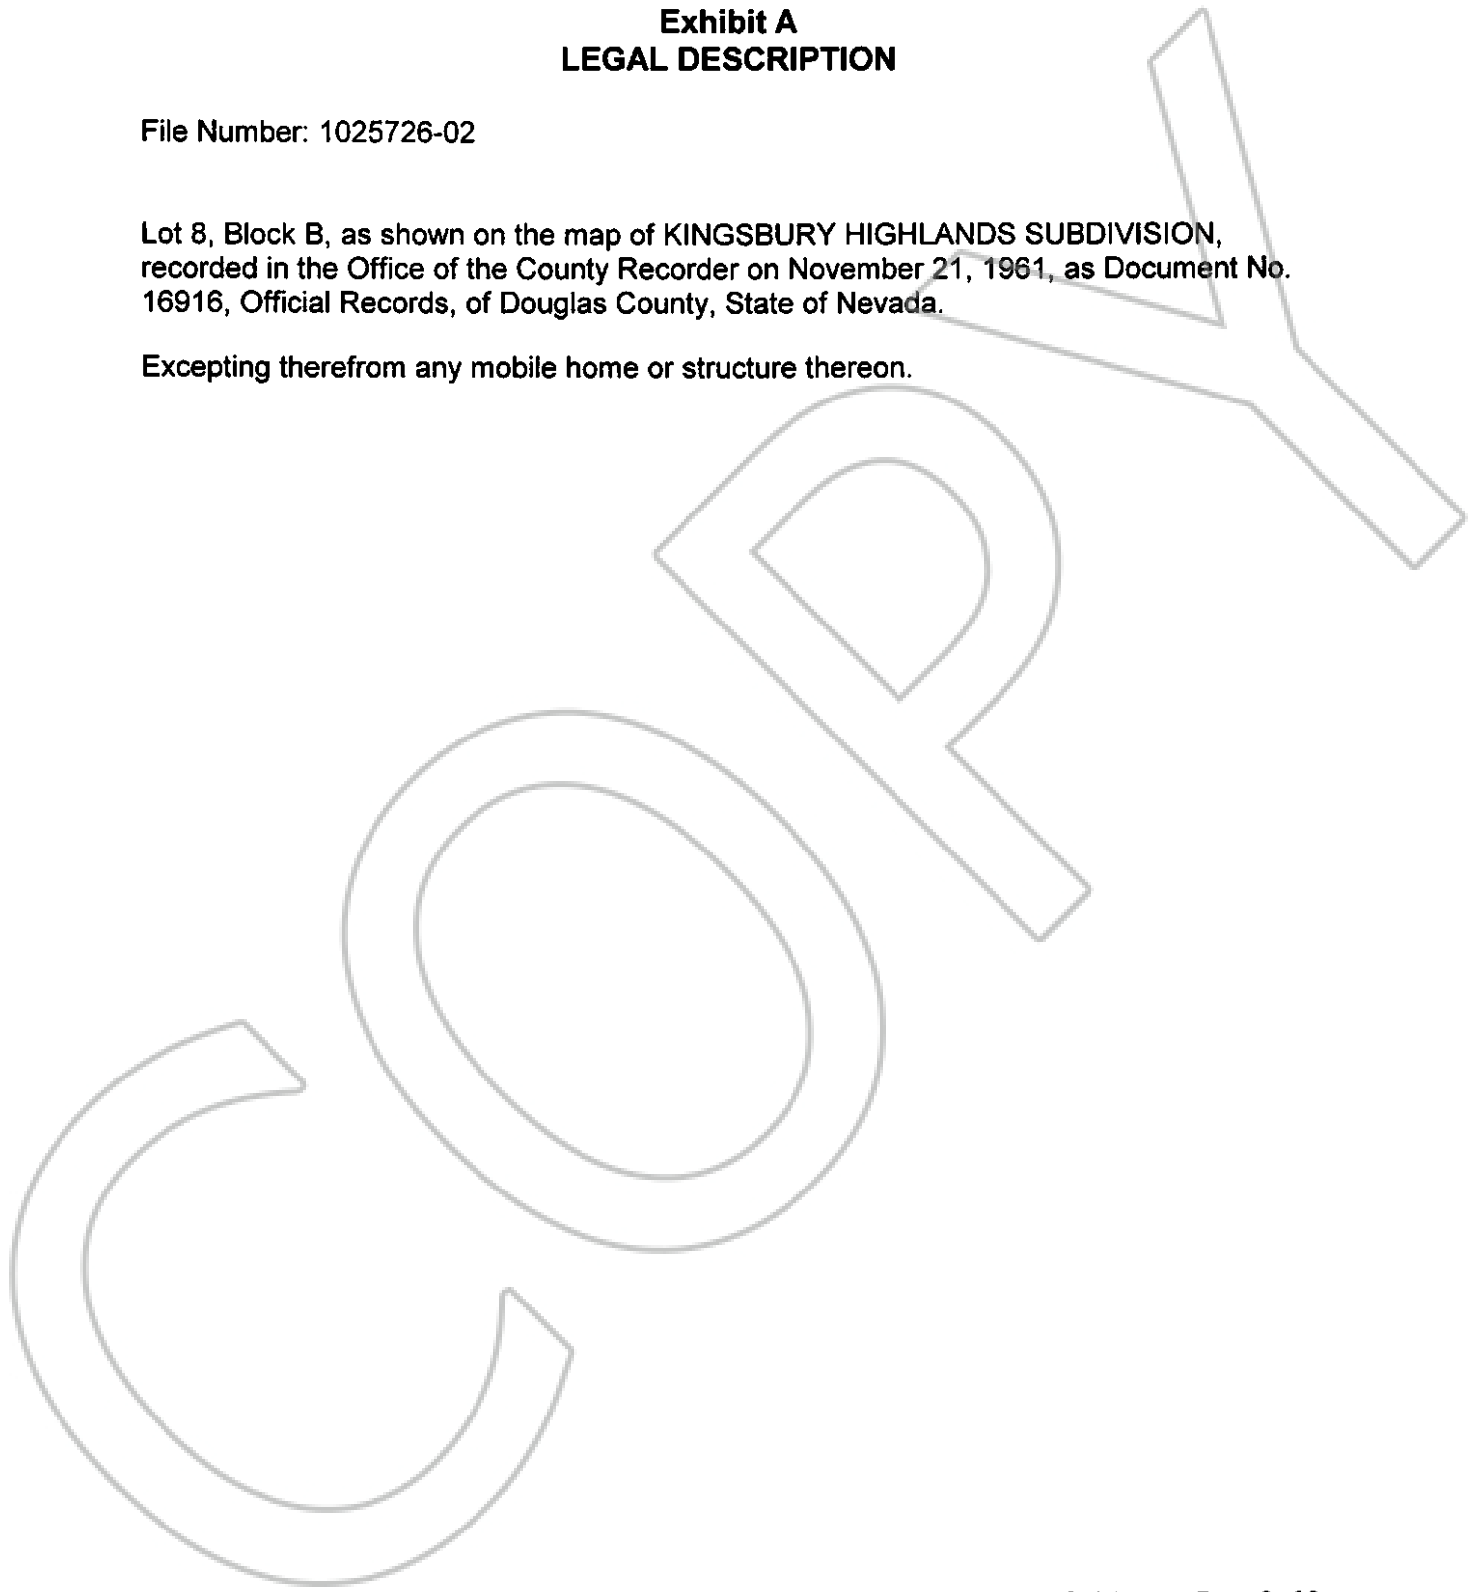 Exhibit A
LEGAL DESCRIPTION
File Number: 1025726-02
Lot 8, Block B, as shown on the map of KINGSBURY HIGHLANDS SUBDIVISION,
recorded in the Office of the County Recorder on November 21, 1961, as Document No.
16916, Official Records, of Douglas County, State of Nevada.
Excepting therefrom any mobile home or structure thereon.
COPY